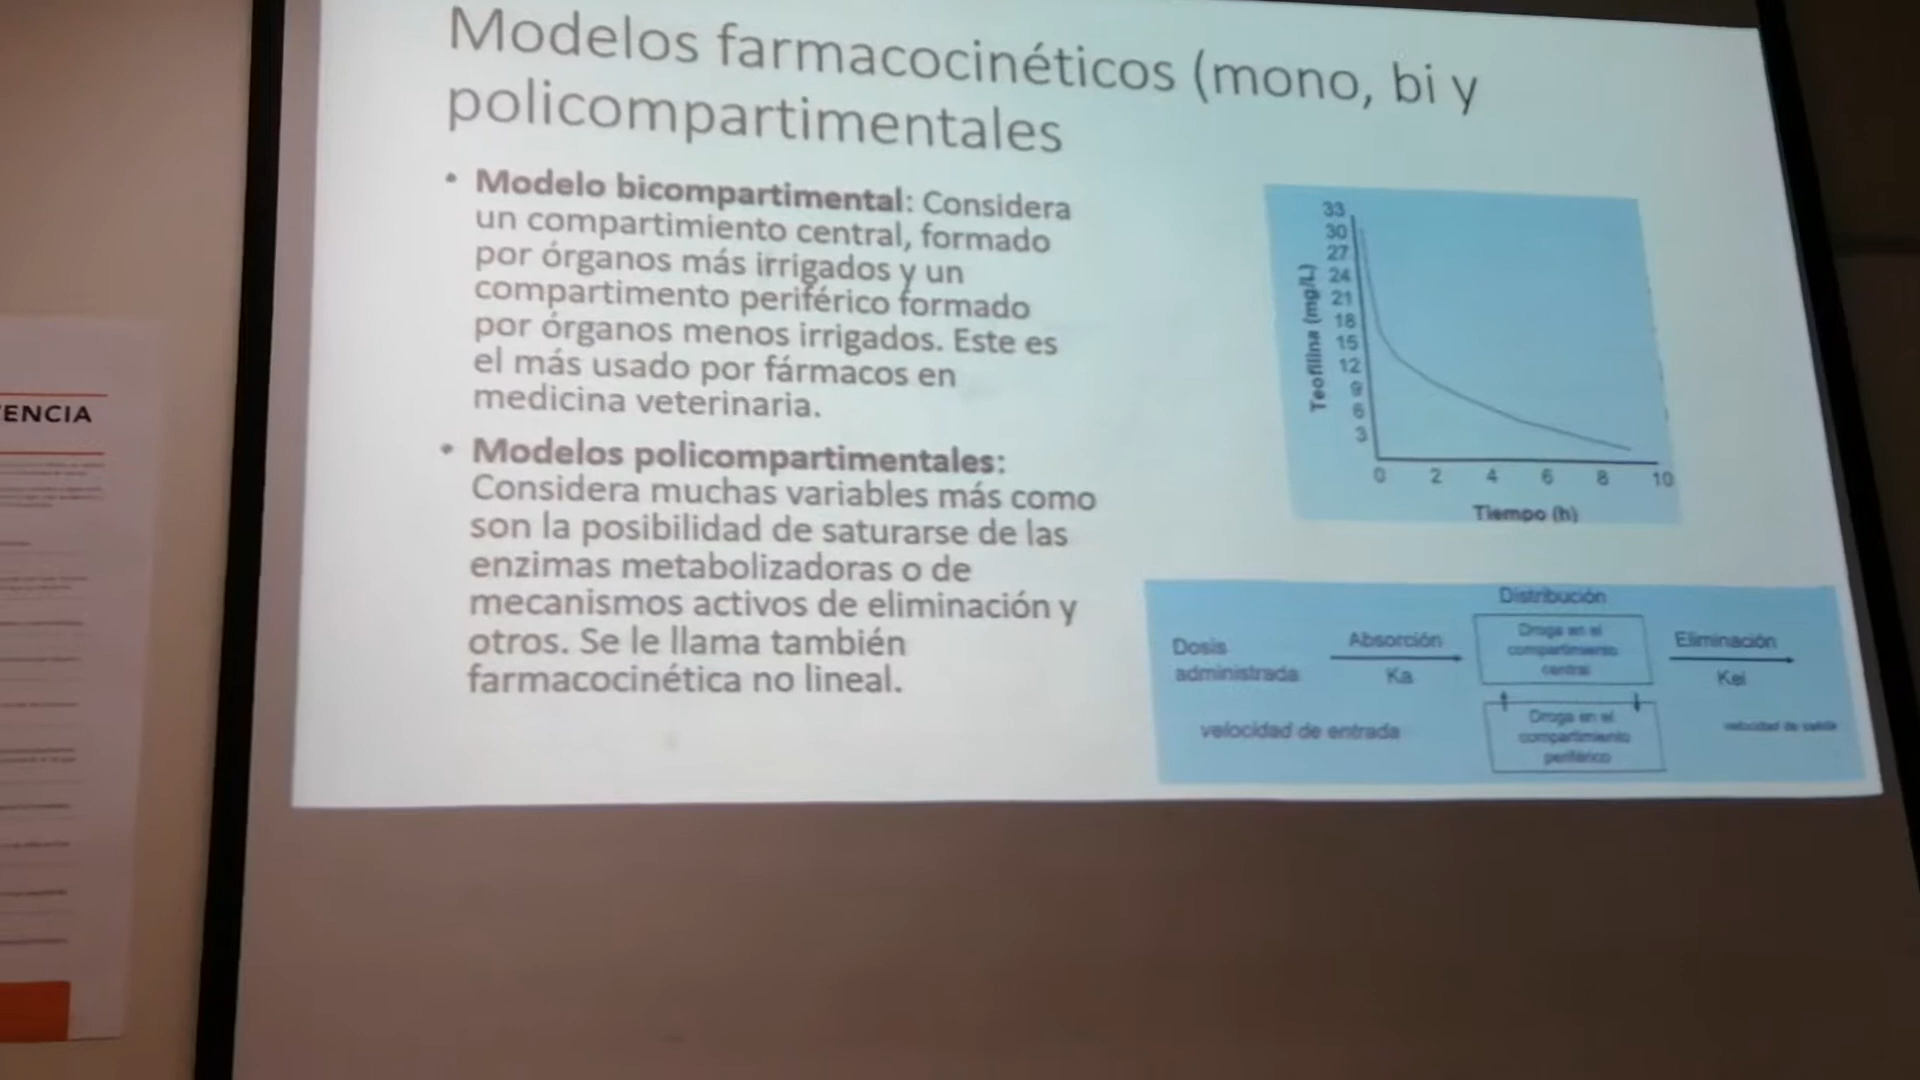 Modelos farmacocinéticos (mono, bi y
policompartimentales
• Modelo bicompartimental: Considera
un compartimiento central, formado
por órganos más irrigados y un
compartimento periférico formado
por órganos menos irrigados. Este es
el más usado por fármacos en
medicina veterinaria.
• Modelos policompartimentales:
Considera muchas variables más como
son la posibilidad de saturarse de las
enzimas metabolizadoras o de
mecanismos activos de eliminación y
otros. Se le llama también
farmacocinética no lineal.
Teofilina (mg/L)
33
30
27
24
21
18
15
12
9
6
3
0 2 4 6 8 10
Tiempo (h)
Distribución
Dosis
administrada
Absorción
Ka
Droga en el
compartimiento
central
Eliminación
Kel
velocidad de entrada
Droga en el
compartimiento
periférico
velocidad de salida
ENCIA